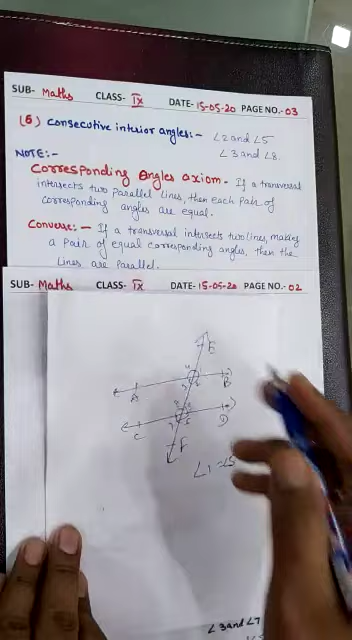 SUB- Maths CLASS- IX DATE- 15-05-20 PAGE NO.-03
(6) Consecutive interior angles:- ∠2 and ∠5
∠3 and ∠8.
NOTE:-
Corresponding Angles axiom - If a transversal
intersects two parallel lines, then each pair of
corresponding angles are equal.
Converse:- If a transversal intersects two lines, making
a pair of equal corresponding angles, then the
lines are parallel.
SUB- Maths CLASS- IX DATE- 15-05-20 PAGE NO.-02
E
A B
C D
F
∠1 = ∠5
∠3 and ∠7